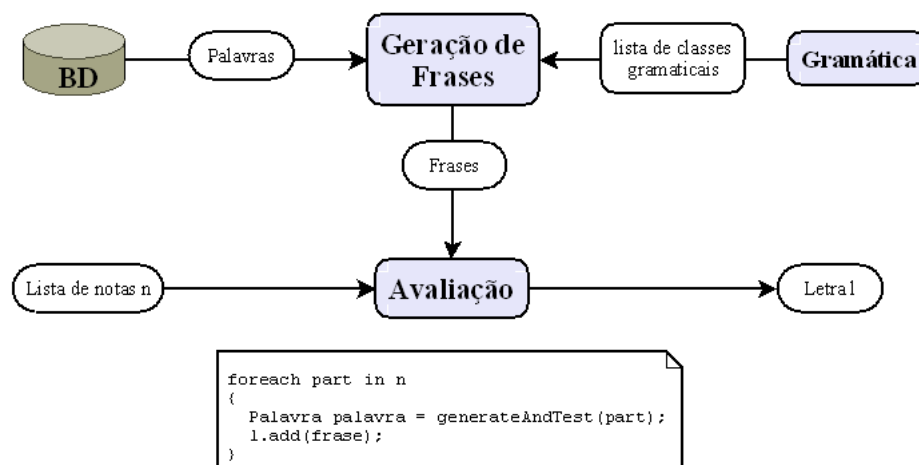 BD
Palavras
Geração de
Frases
lista de classes
gramaticais
Gramática
Frases
Lista de notas n
Avaliação
Letra l
foreach part in n
{
Palavra palavra = generateAndTest(part);
l.add(frase);
}